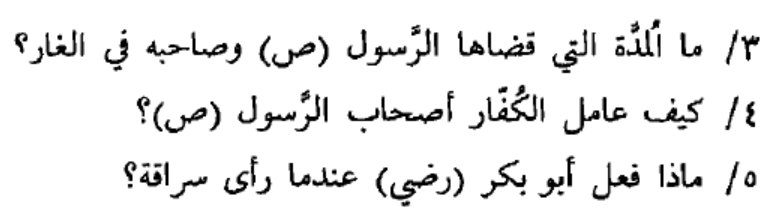 ٣/ ما ٱلمدَّة التي قضاها الرَّسول (ص) وصاحبه في الغار؟
٤/ كيف عامل الكُفّار أصحاب الرَّسول (ص)؟
٥/ ماذا فعل أبو بكر (رضي) عندما رأى سراقة؟